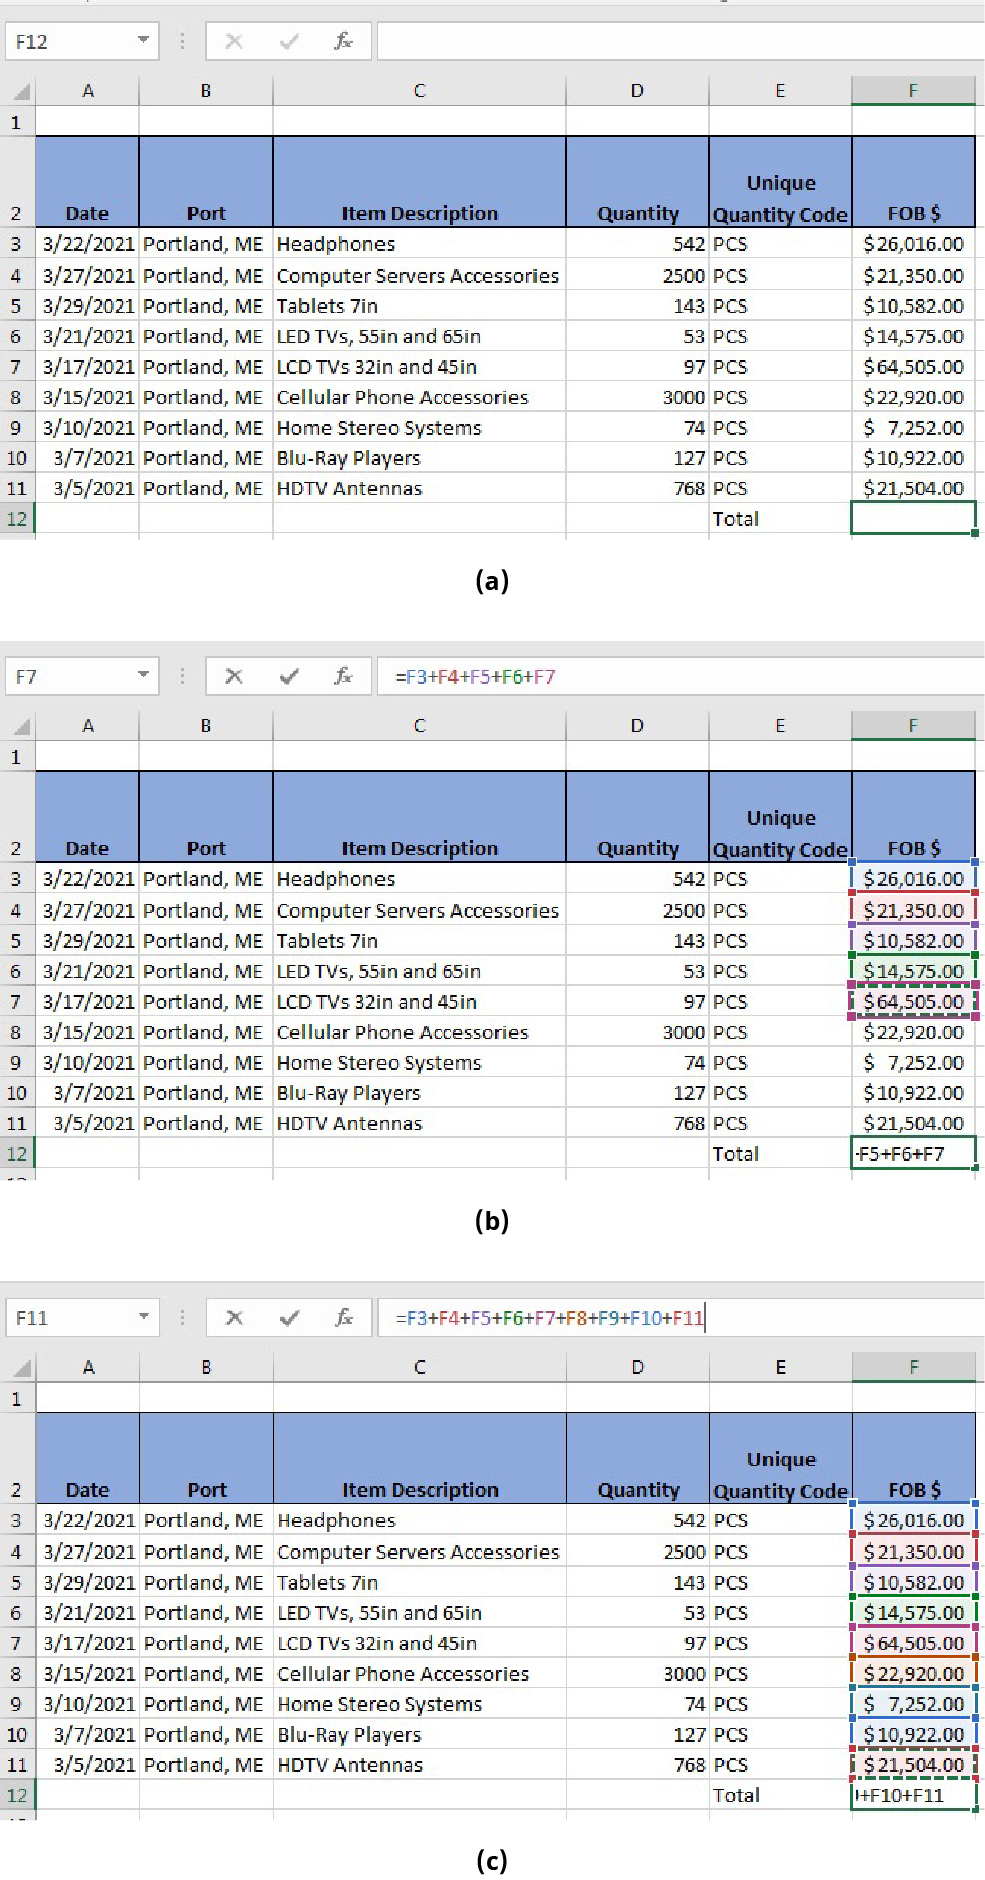 F12 fx
A B C D E F
1
Unique
2 Date Port Item Description Quantity Quantity Code FOB $
3 3/22/2021 Portland, ME Headphones 542 PCS $26,016.00
4 3/27/2021 Portland, ME Computer Servers Accessories 2500 PCS $21,350.00
5 3/29/2021 Portland, ME Tablets 7in 143 PCS $10,582.00
6 3/21/2021 Portland, ME LED TVs, 55in and 65in 53 PCS $14,575.00
7 3/17/2021 Portland, ME LCD TVs 32in and 45in 97 PCS $64,505.00
8 3/15/2021 Portland, ME Cellular Phone Accessories 3000 PCS $22,920.00
9 3/10/2021 Portland, ME Home Stereo Systems 74 PCS $ 7,252.00
10 3/7/2021 Portland, ME Blu-Ray Players 127 PCS $10,922.00
11 3/5/2021 Portland, ME HDTV Antennas 768 PCS $21,504.00
12 Total
(a)
F7 fx =F3+F4+F5+F6+F7
A B C D E F
1
Unique
2 Date Port Item Description Quantity Quantity Code FOB $
3 3/22/2021 Portland, ME Headphones 542 PCS $26,016.00
4 3/27/2021 Portland, ME Computer Servers Accessories 2500 PCS $21,350.00
5 3/29/2021 Portland, ME Tablets 7in 143 PCS $10,582.00
6 3/21/2021 Portland, ME LED TVs, 55in and 65in 53 PCS $14,575.00
7 3/17/2021 Portland, ME LCD TVs 32in and 45in 97 PCS $64,505.00
8 3/15/2021 Portland, ME Cellular Phone Accessories 3000 PCS $22,920.00
9 3/10/2021 Portland, ME Home Stereo Systems 74 PCS $ 7,252.00
10 3/7/2021 Portland, ME Blu-Ray Players 127 PCS $10,922.00
11 3/5/2021 Portland, ME HDTV Antennas 768 PCS $21,504.00
12 Total F5+F6+F7
(b)
F11 fx =F3+F4+F5+F6+F7+F8+F9+F10+F11
A B C D E F
1
Unique
2 Date Port Item Description Quantity Quantity Code FOB $
3 3/22/2021 Portland, ME Headphones 542 PCS $26,016.00
4 3/27/2021 Portland, ME Computer Servers Accessories 2500 PCS $21,350.00
5 3/29/2021 Portland, ME Tablets 7in 143 PCS $10,582.00
6 3/21/2021 Portland, ME LED TVs, 55in and 65in 53 PCS $14,575.00
7 3/17/2021 Portland, ME LCD TVs 32in and 45in 97 PCS $64,505.00
8 3/15/2021 Portland, ME Cellular Phone Accessories 3000 PCS $22,920.00
9 3/10/2021 Portland, ME Home Stereo Systems 74 PCS $ 7,252.00
10 3/7/2021 Portland, ME Blu-Ray Players 127 PCS $10,922.00
11 3/5/2021 Portland, ME HDTV Antennas 768 PCS $21,504.00
12 Total +F10+F11
(c)